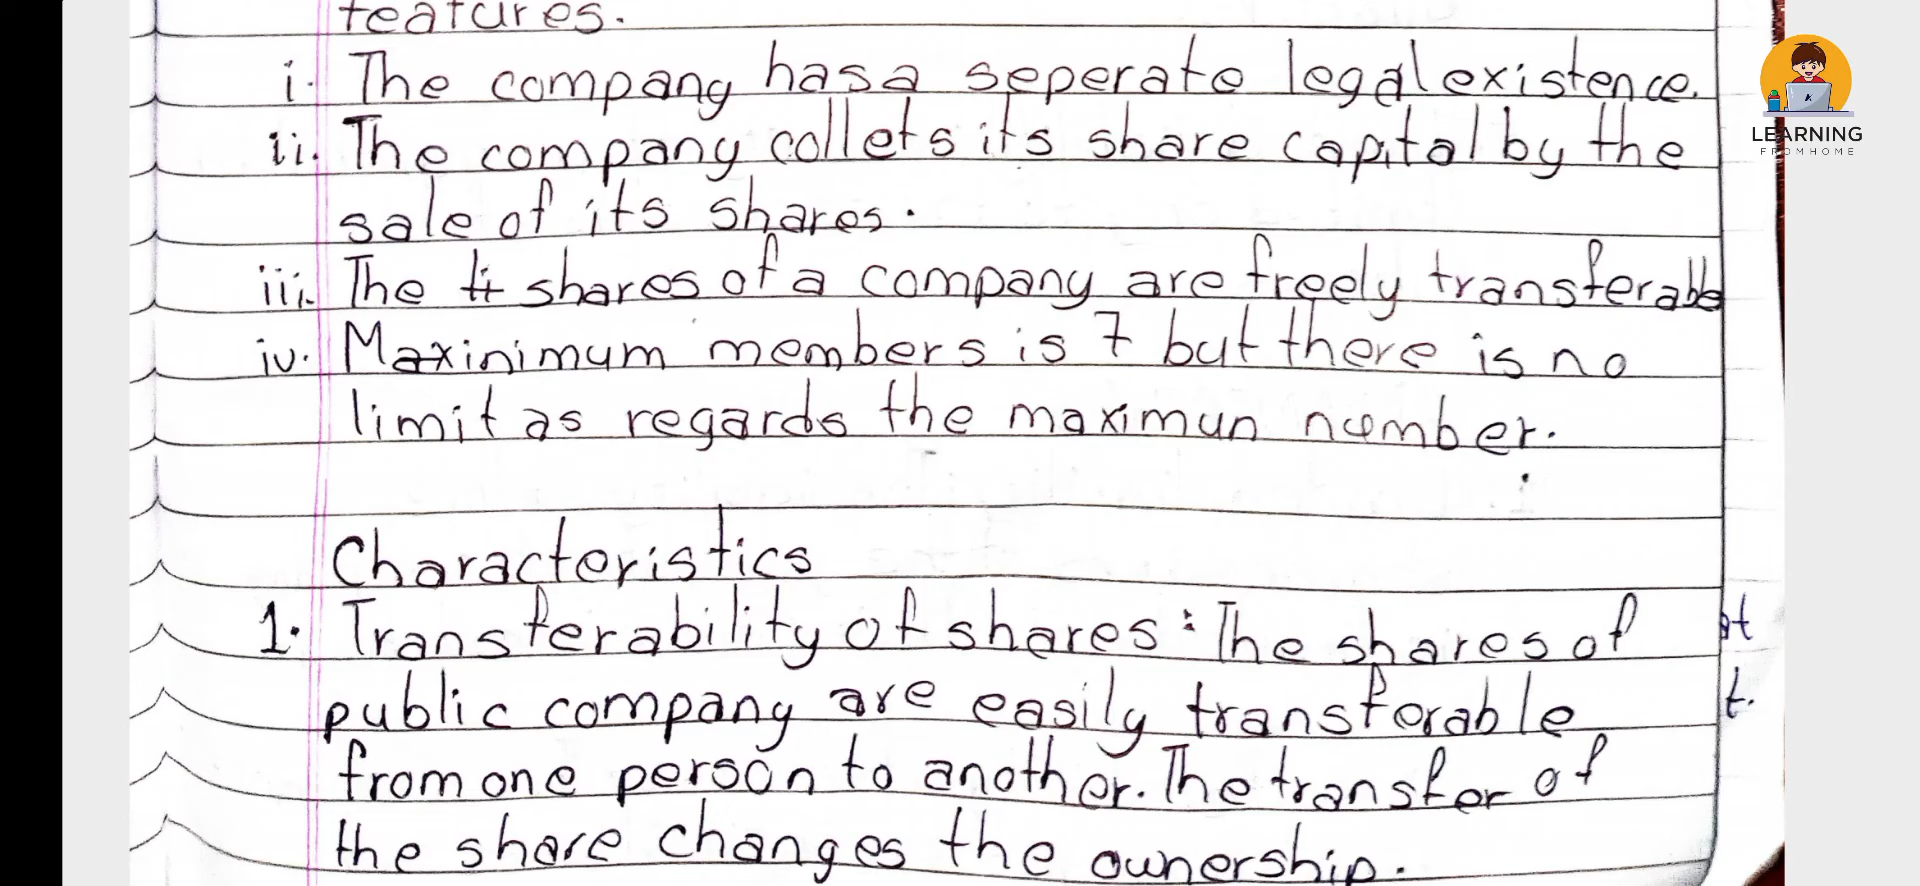 features.
i. The company has a seperate legal existence.
ii. The company collets its share capital by the
sale of its shares.
iii. The shares of a company are freely transferable
iv. Maxinimum members is 7 but there is no
limit as regards the maximun number.
Characteristics
1. Transferability of shares : The shares of
public company are easily transferable
from one person to another. The transfer of
the share changes the ownership.
t.
LEARNING
FROMHOME